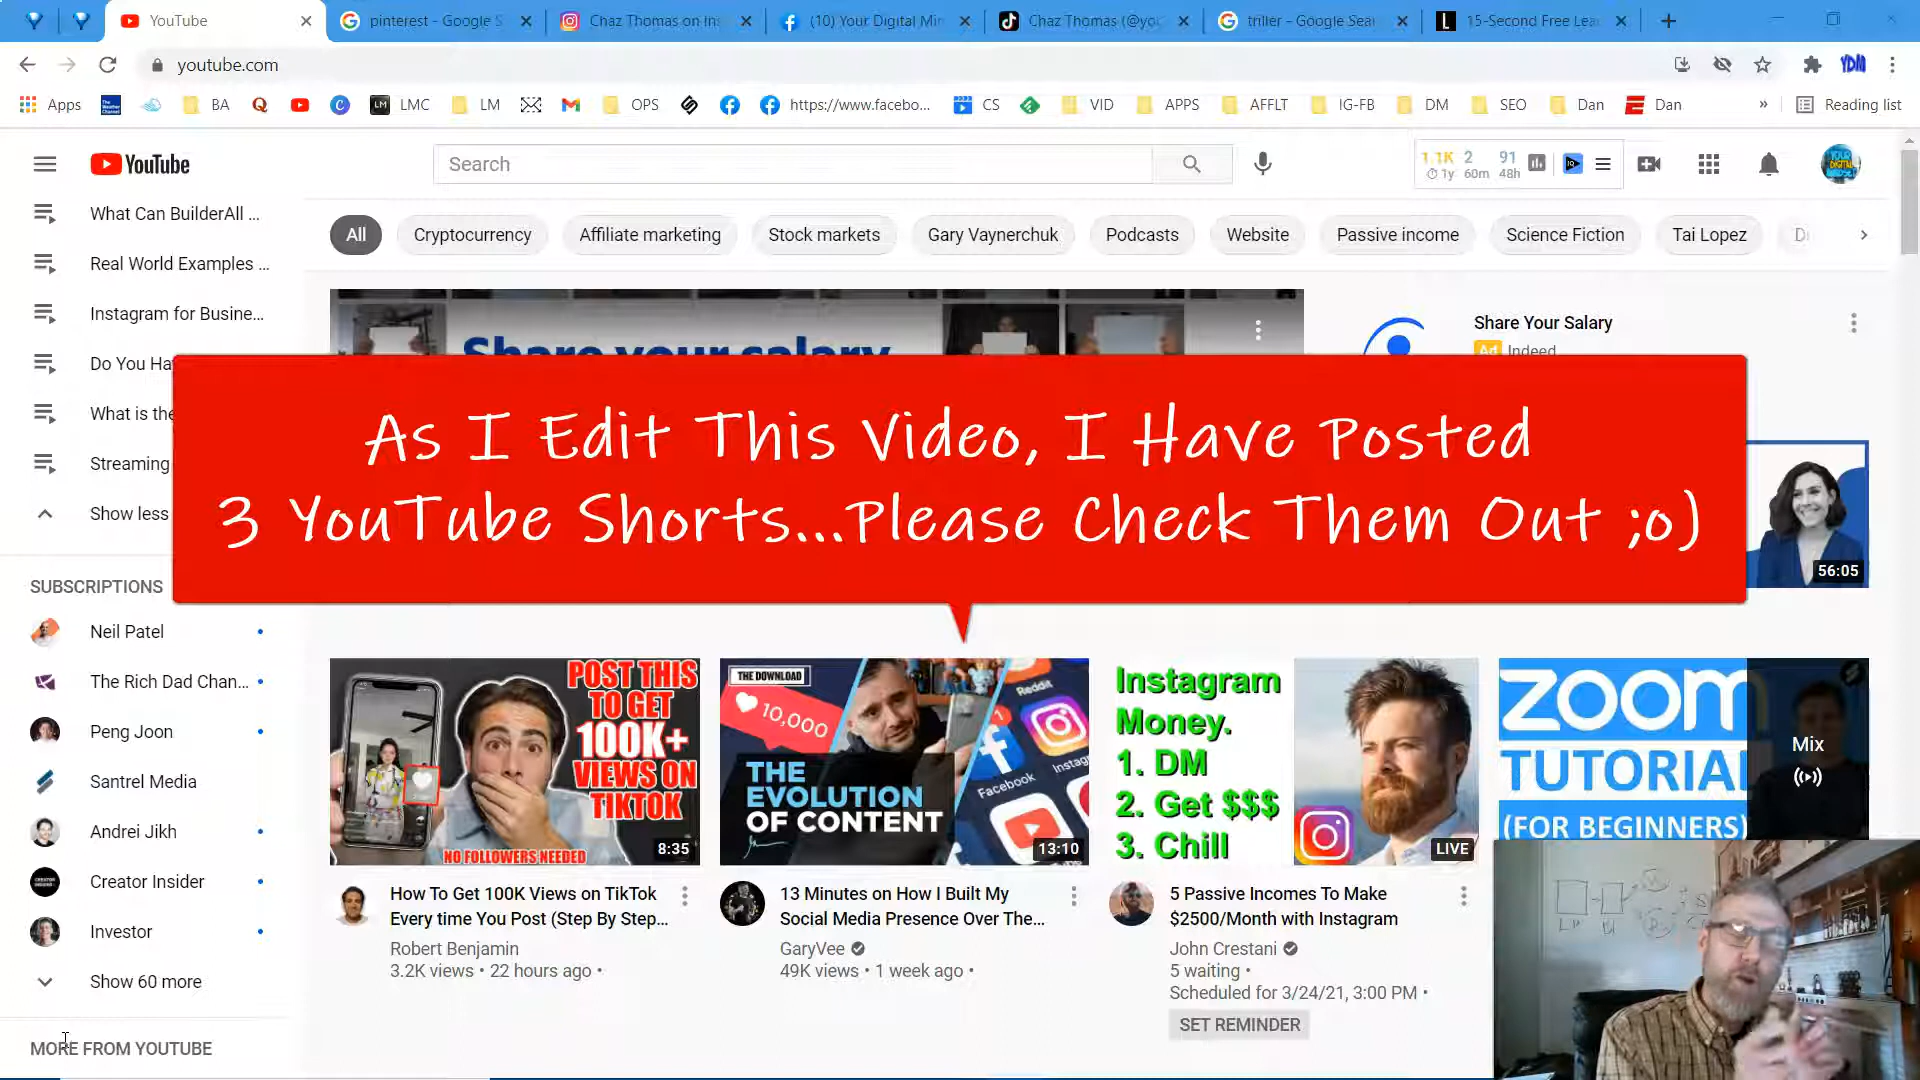 YouTube
pinterest - Google S
Chaz Thomas on Ins
(10) Your Digital Min
Chaz Thomas (@you
triller - Google Sear
15-Second Free Lea
youtube.com
YDM
Apps
BA
LMC
LM
OPS
https://www.facebo...
CS
VID
APPS
AFFLT
IG-FB
DM
SEO
Dan
Dan
»
Reading list
YouTube
Search
1.1K 2 91
1y 60m 48h
What Can BuilderAll ...
Real World Examples ...
Instagram for Busine...
Do You Ha
What is the
Streaming
Show less
SUBSCRIPTIONS
Neil Patel
The Rich Dad Chan...
Peng Joon
Santrel Media
Andrei Jikh
Creator Insider
Investor
Show 60 more
MORE FROM YOUTUBE
All
Cryptocurrency
Affiliate marketing
Stock markets
Gary Vaynerchuk
Podcasts
Website
Passive income
Science Fiction
Tai Lopez
Share your salary
Share Your Salary
Ad Indeed
As I Edit This Video, I Have Posted
3 YouTube Shorts...Please Check Them Out ;o)
56:05
POST THIS
TO GET
100K+
VIEWS ON
TIKTOK
NO FOLLOWERS NEEDED
8:35
How To Get 100K Views on TikTok
Every time You Post (Step By Step...
Robert Benjamin
3.2K views • 22 hours ago •
THE DOWNLOAD
10,000
THE
EVOLUTION
OF CONTENT
Reddit
Facebook
Instag
13:10
13 Minutes on How I Built My
Social Media Presence Over The...
GaryVee
49K views • 1 week ago •
Instagram
Money.
1. DM
2. Get $$$
3. Chill
LIVE
5 Passive Incomes To Make
$2500/Month with Instagram
John Crestani
5 waiting •
Scheduled for 3/24/21, 3:00 PM •
SET REMINDER
zoom
TUTORIA
(FOR BEGINNERS)
Mix